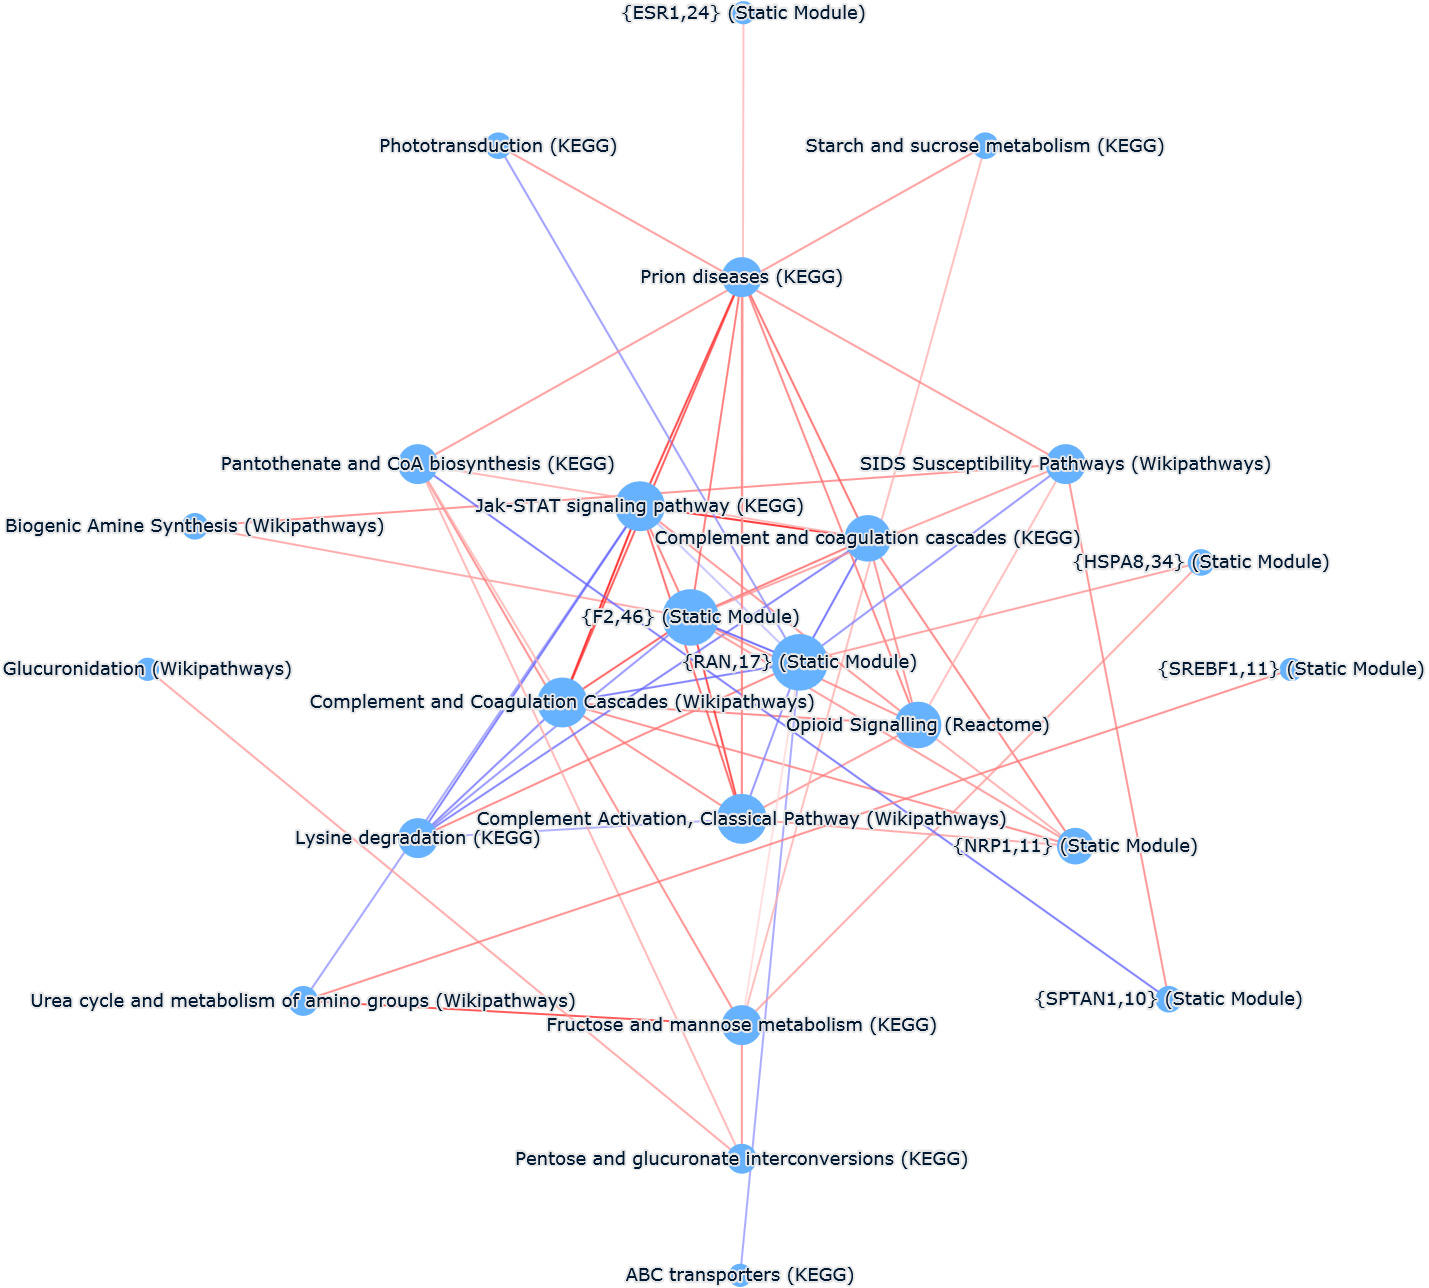 {ESR1,24} (Static Module)
Phototransduction (KEGG)
Starch and sucrose metabolism (KEGG)
Prion diseases (KEGG)
Pantothenate and CoA biosynthesis (KEGG)
SIDS Susceptibility Pathways (Wikipathways)
Jak-STAT signaling pathway (KEGG)
Biogenic Amine Synthesis (Wikipathways)
Complement and coagulation cascades (KEGG)
{HSPA8,34} (Static Module)
{F2,46} (Static Module)
{RAN,17} (Static Module)
Glucuronidation (Wikipathways)
{SREBF1,11} (Static Module)
Complement and Coagulation Cascades (Wikipathways)
Opioid Signalling (Reactome)
Complement Activation, Classical Pathway (Wikipathways)
Lysine degradation (KEGG)
{NRP1,11} (Static Module)
{SPTAN1,10} (Static Module)
Urea cycle and metabolism of amino groups (Wikipathways)
Fructose and mannose metabolism (KEGG)
Pentose and glucuronate interconversions (KEGG)
ABC transporters (KEGG)